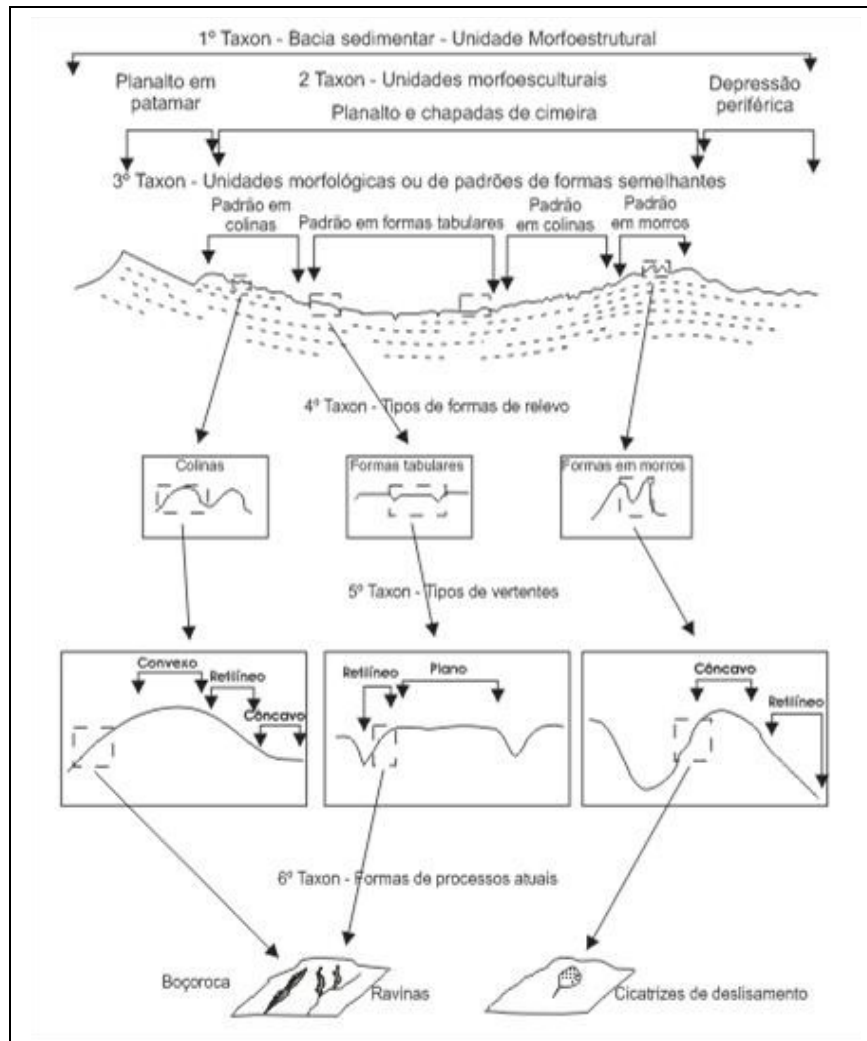 1º Taxon - Bacia sedimentar - Unidade Morfoestrutural
Planalto em
patamar
2 Taxon - Unidades morfoesculturais
Depressão
periférica
Planalto e chapadas de cimeira
3º Taxon - Unidades morfológicas ou de padrões de formas semelhantes
Padrão em
colinas
Padrão em formas tabulares
Padrão
em colinas
Padrão
em morros
4º Taxon - Tipos de formas de relevo
Colinas
Formas tabulares
Formas em morros
5º Taxon - Tipos de vertentes
Convexo
Retilíneo
Côncavo
Retilíneo
Plano
Côncavo
Retilíneo
6º Taxon - Formas de processos atuais
Boçoroca
Ravinas
Cicatrizes de deslisamento